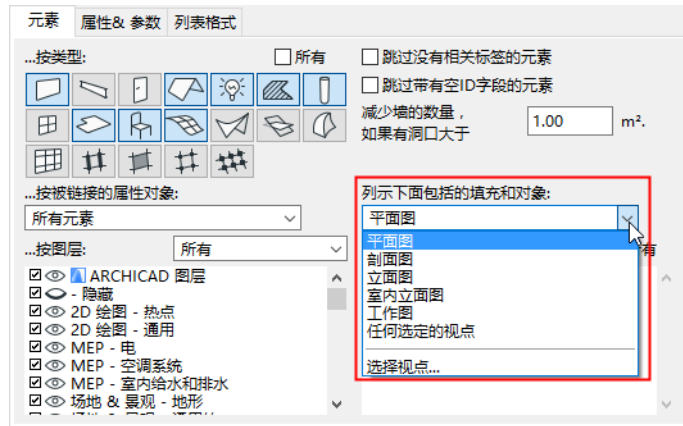 元素 属性& 参数 列表格式
...按类型:
所有
跳过没有相关标签的元素
跳过带有空ID字段的元素
减少墙的数量，
如果有洞口大于
1.00 m².
...按被链接的属性对象:
所有元素
...按图层:
所有
ARCHICAD 图层
- 隐藏
2D 绘图 - 热点
2D 绘图 - 通用
MEP - 电
MEP - 空调系统
MEP - 室内给水和排水
场地 & 景观 - 地形
列示下面包括的填充和对象:
平面图
平面图
剖面图
立面图
室内立面图
工作图
任何选定的视点
选择视点...
有